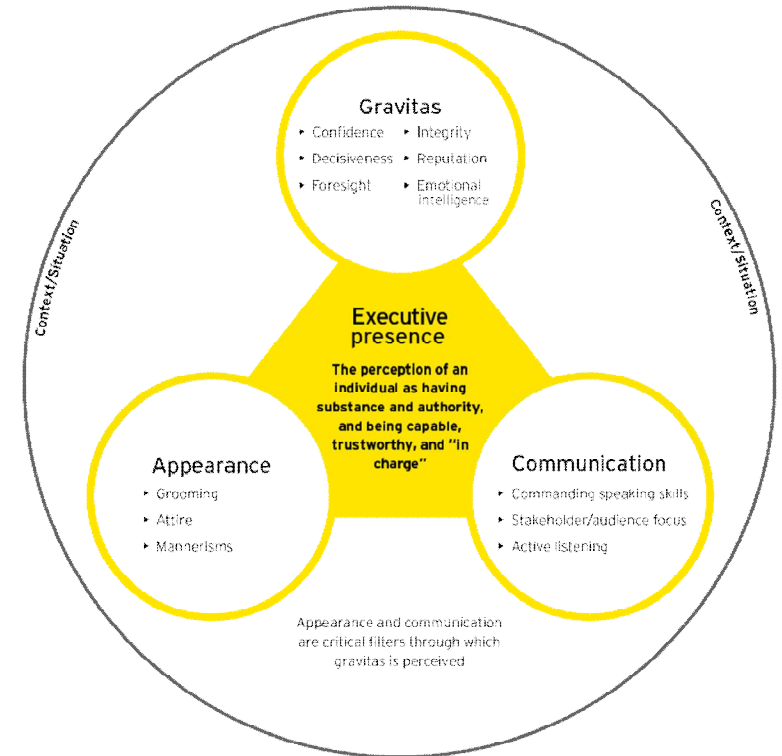 Gravitas
▸ Confidence ▸ Integrity
▸ Decisiveness ▸ Reputation
▸ Foresight ▸ Emotional
intelligence
Context/Situation
Context/Situation
Executive
presence
The perception of an
individual as having
substance and authority,
and being capable,
trustworthy, and "in
charge"
Appearance
▸ Grooming
▸ Attire
▸ Mannerisms
Communication
▸ Commanding speaking skills
▸ Stakeholder/audience focus
▸ Active listening
Appearance and communication
are critical filters through which
gravitas is perceived